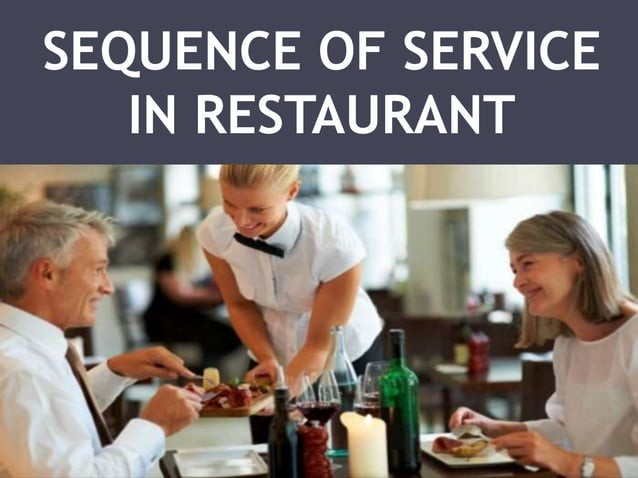 SEQUENCE OF SERVICE
IN RESTAURANT